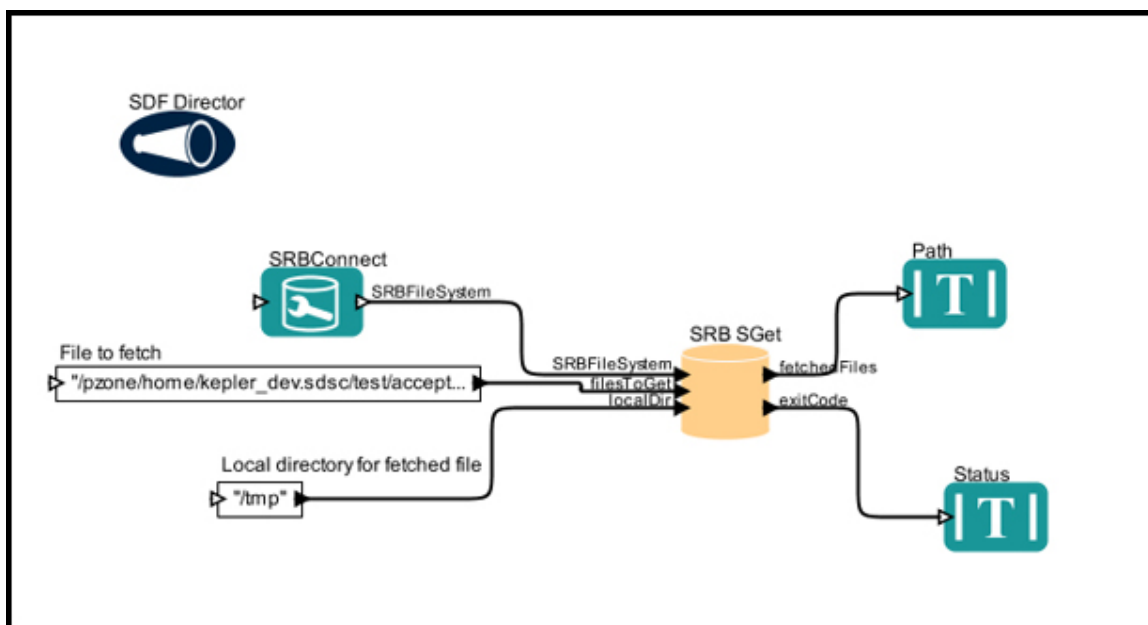 SDF Director
SRBConnect
SRBFileSystem
File to fetch
"/pzone/home/kepler_dev.sdsc/test/accept...
Local directory for fetched file
"/tmp"
SRB SGet
SRBFileSystem
filesToGet
localDir
fetchedFiles
exitCode
Path
T
Status
T